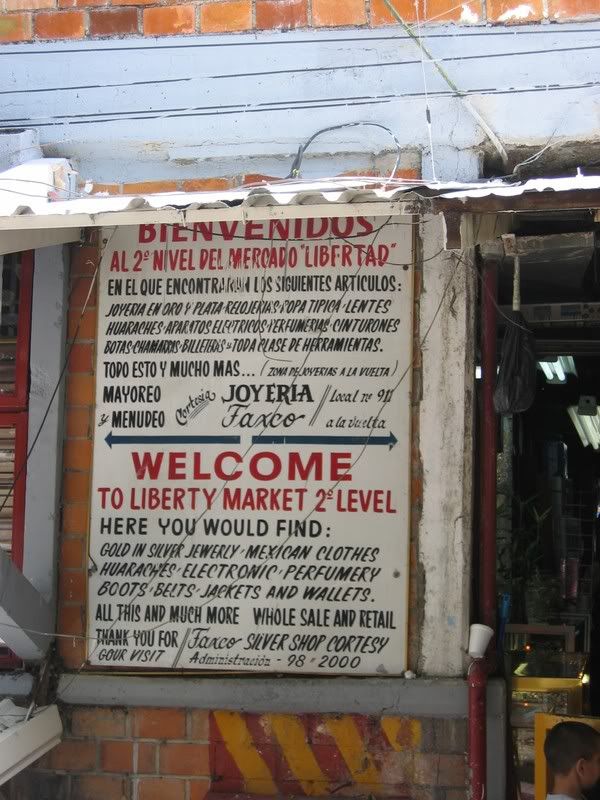 BIENVENIDOS
AL 2º NIVEL DEL MERCADO "LIBERTAD"
EN EL QUE ENCONTRARAN LOS SIGUIENTES ARTICULOS:
JOYERIA EN ORO Y PLATA·RELOJERIAS·ROPA TIPICA·LENTES
HUARACHES·APARATOS ELECTRICOS·PERFUMERIAS·CINTURONES
BOTAS·CHAMARRAS·BILLETERAS y TODA CLASE DE HERRAMIENTAS.
TODO ESTO Y MUCHO MAS... (ZONA DE JOYERIAS A LA VUELTA)
MAYOREO
y MENUDEO
Cortesia
JOYERIA
Taxco
Local nº 911
a la vuelta
WELCOME
TO LIBERTY MARKET 2º LEVEL
HERE YOU WOULD FIND:
GOLD IN SILVER JEWERLY·MEXICAN CLOTHES
HUARACHES·ELECTRONIC·PERFUMERY
BOOTS·BELTS·JACKETS AND WALLETS.
ALL THIS AND MUCH MORE WHOLE SALE AND RETAIL
THANK YOU FOR
GOUR VISIT
Taxco SILVER SHOP CORTESY
Administración - 98 " 2000